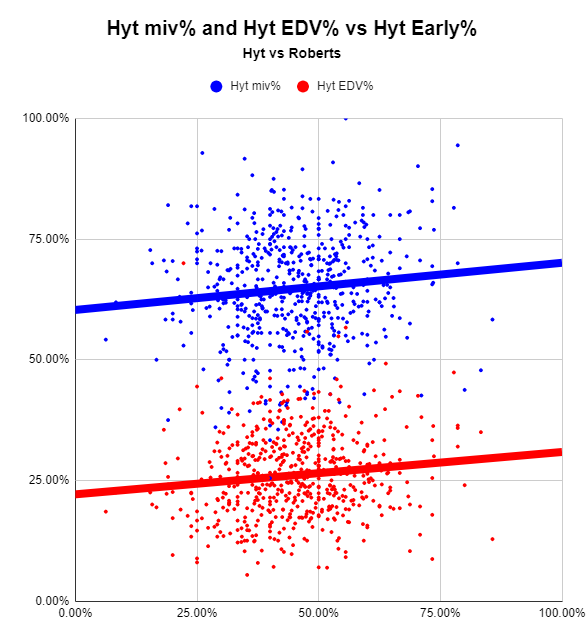 Hyt miv% and Hyt EDV% vs Hyt Early%
Hyt vs Roberts
Hyt miv% Hyt EDV%
100.00%
75.00%
50.00%
25.00%
0.00%
0.00% 25.00% 50.00% 75.00% 100.00%